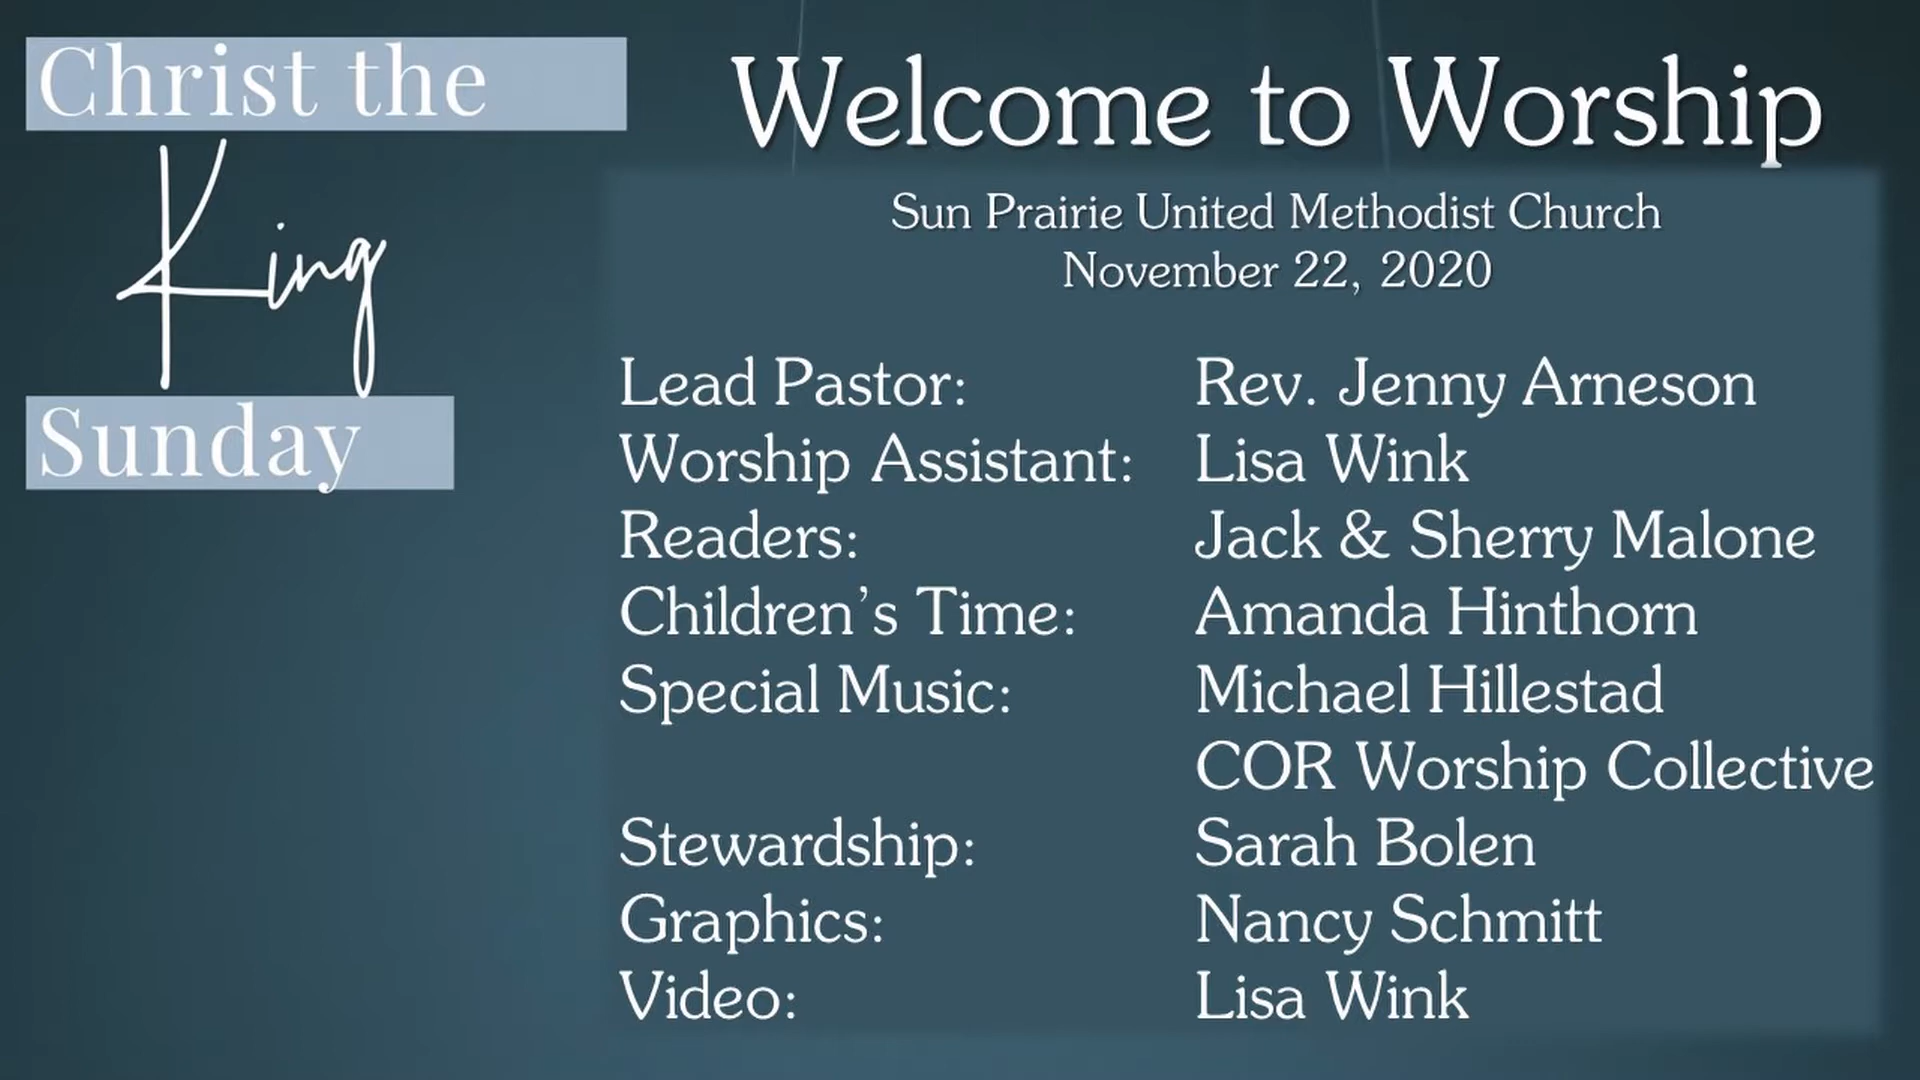 Christ the
King
Sunday
Welcome to Worship
Sun Prairie United Methodist Church
November 22, 2020
Lead Pastor: Rev. Jenny Arneson
Worship Assistant: Lisa Wink
Readers: Jack & Sherry Malone
Children’s Time: Amanda Hinthorn
Special Music: Michael Hillestad
COR Worship Collective
Stewardship: Sarah Bolen
Graphics: Nancy Schmitt
Video: Lisa Wink